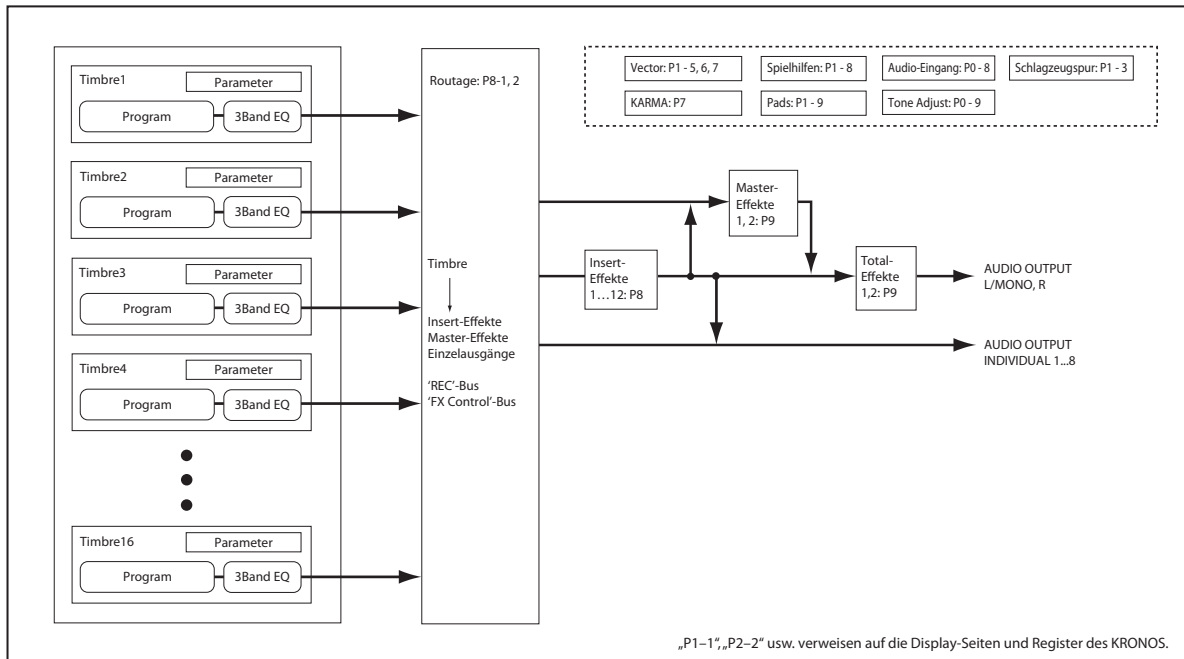 Timbre1
Parameter
Program
3Band EQ
Timbre2
Parameter
Program
3Band EQ
Timbre3
Parameter
Program
3Band EQ
Timbre4
Parameter
Program
3Band EQ
Timbre16
Parameter
Program
3Band EQ
Routage: P8-1, 2
Timbre
Insert-Effekte
Master-Effekte
Einzelausgänge
'REC'-Bus
'FX Control'-Bus
Vector: P1 - 5, 6, 7
Spielhilfen: P1 - 8
Audio-Eingang: P0 - 8
Schlagzeugspur: P1 - 3
KARMA: P7
Pads: P1 - 9
Tone Adjust: P0 - 9
Master-
Effekte
1, 2: P9
Insert-
Effekte
1…12: P8
Total-
Effekte
1,2: P9
AUDIO OUTPUT
L/MONO, R
AUDIO OUTPUT
INDIVIDUAL 1...8
„P1–1“, „P2–2“ usw. verweisen auf die Display-Seiten und Register des KRONOS.